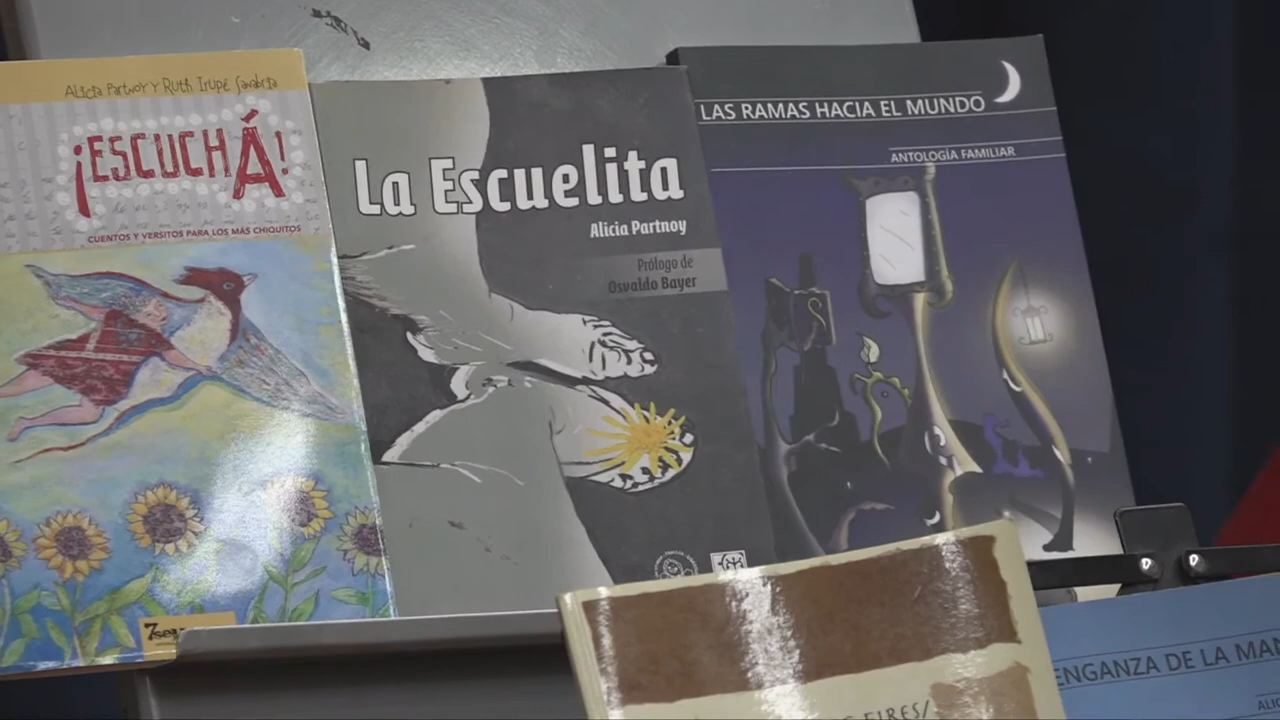 Alicia Partnoy y Ruth Irupé Sanabria
¡ESCUCHÁ!
CUENTOS Y VERSITOS PARA LOS MÁS CHIQUITOS
La Escuelita
Alicia Partnoy
Prólogo de
Osvaldo Bayer
LAS RAMAS HACIA EL MUNDO
ANTOLOGÍA FAMILIAR
ENGANZA DE LA